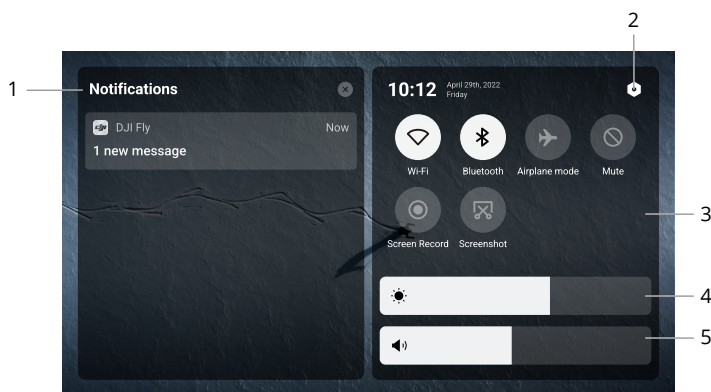 2
1
Notifications
10:12
April 29th, 2022
Friday
dji
DJI Fly
Now
1 new message
Wi-Fi
Bluetooth
Airplane mode
Mute
3
Screen Record
Screenshot
4
5